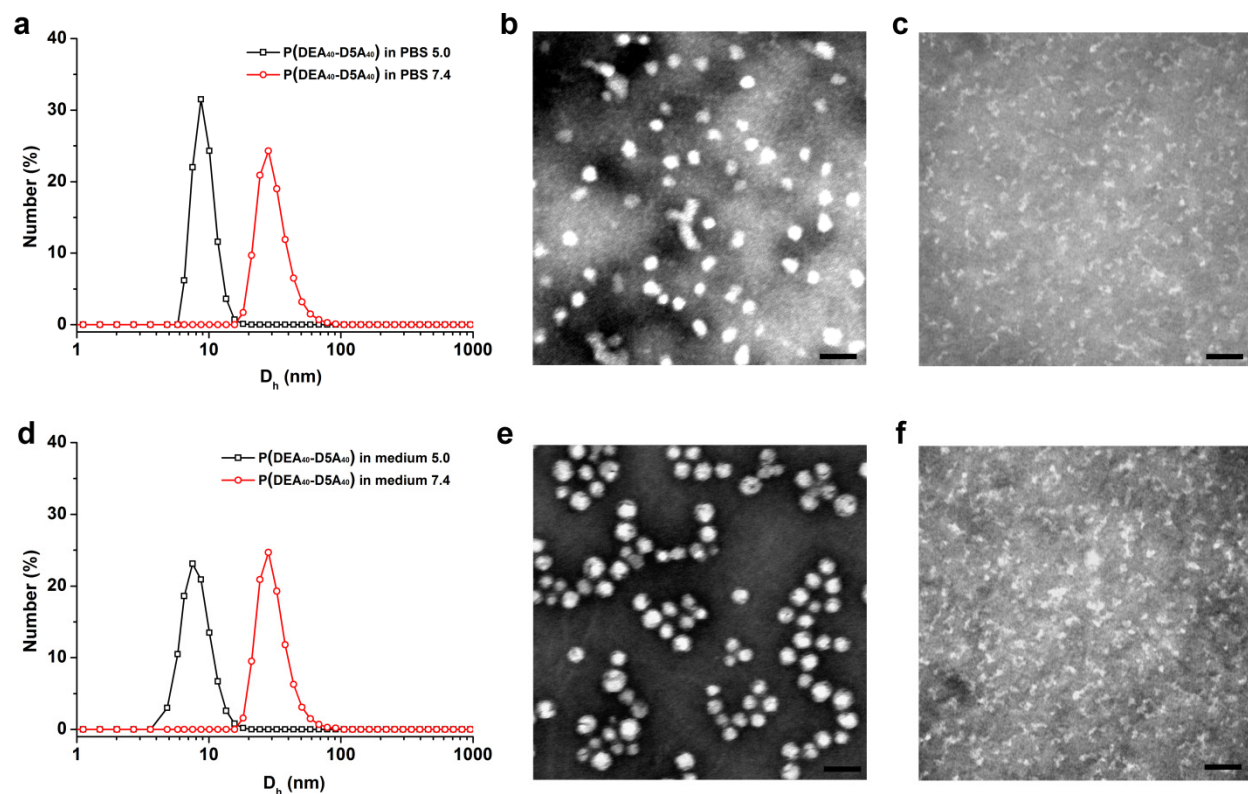 a
40
30
20
10
0
Number (%)
P(DEA₄₀-D5A₄₀) in PBS 5.0
P(DEA₄₀-D5A₄₀) in PBS 7.4
1 10 100 1000
D_h (nm)
b
c
d
40
30
20
10
0
Number (%)
P(DEA₄₀-D5A₄₀) in medium 5.0
P(DEA₄₀-D5A₄₀) in medium 7.4
1 10 100 1000
D_h (nm)
e
f